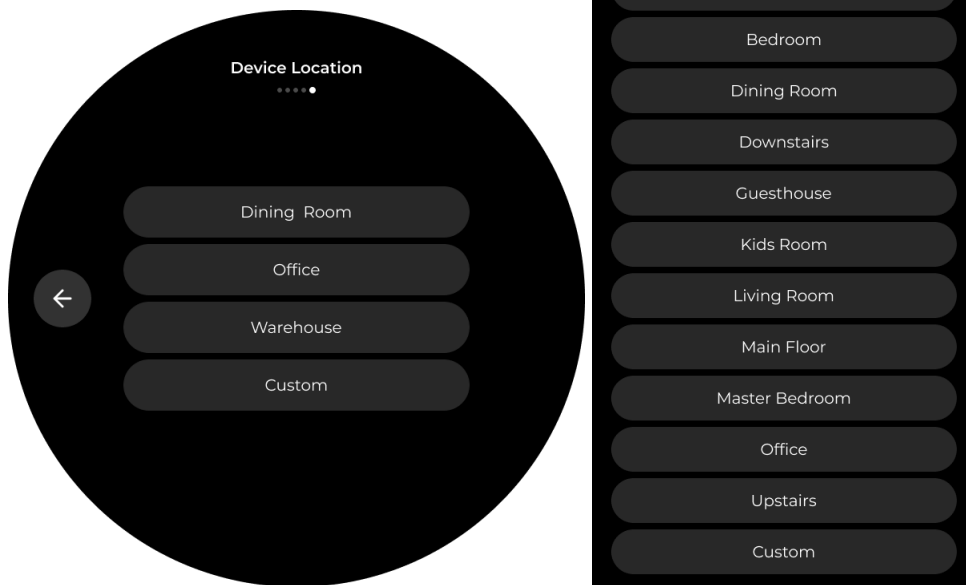 Device Location
Dining Room
Office
Warehouse
Custom
Bedroom
Dining Room
Downstairs
Guesthouse
Kids Room
Living Room
Main Floor
Master Bedroom
Office
Upstairs
Custom